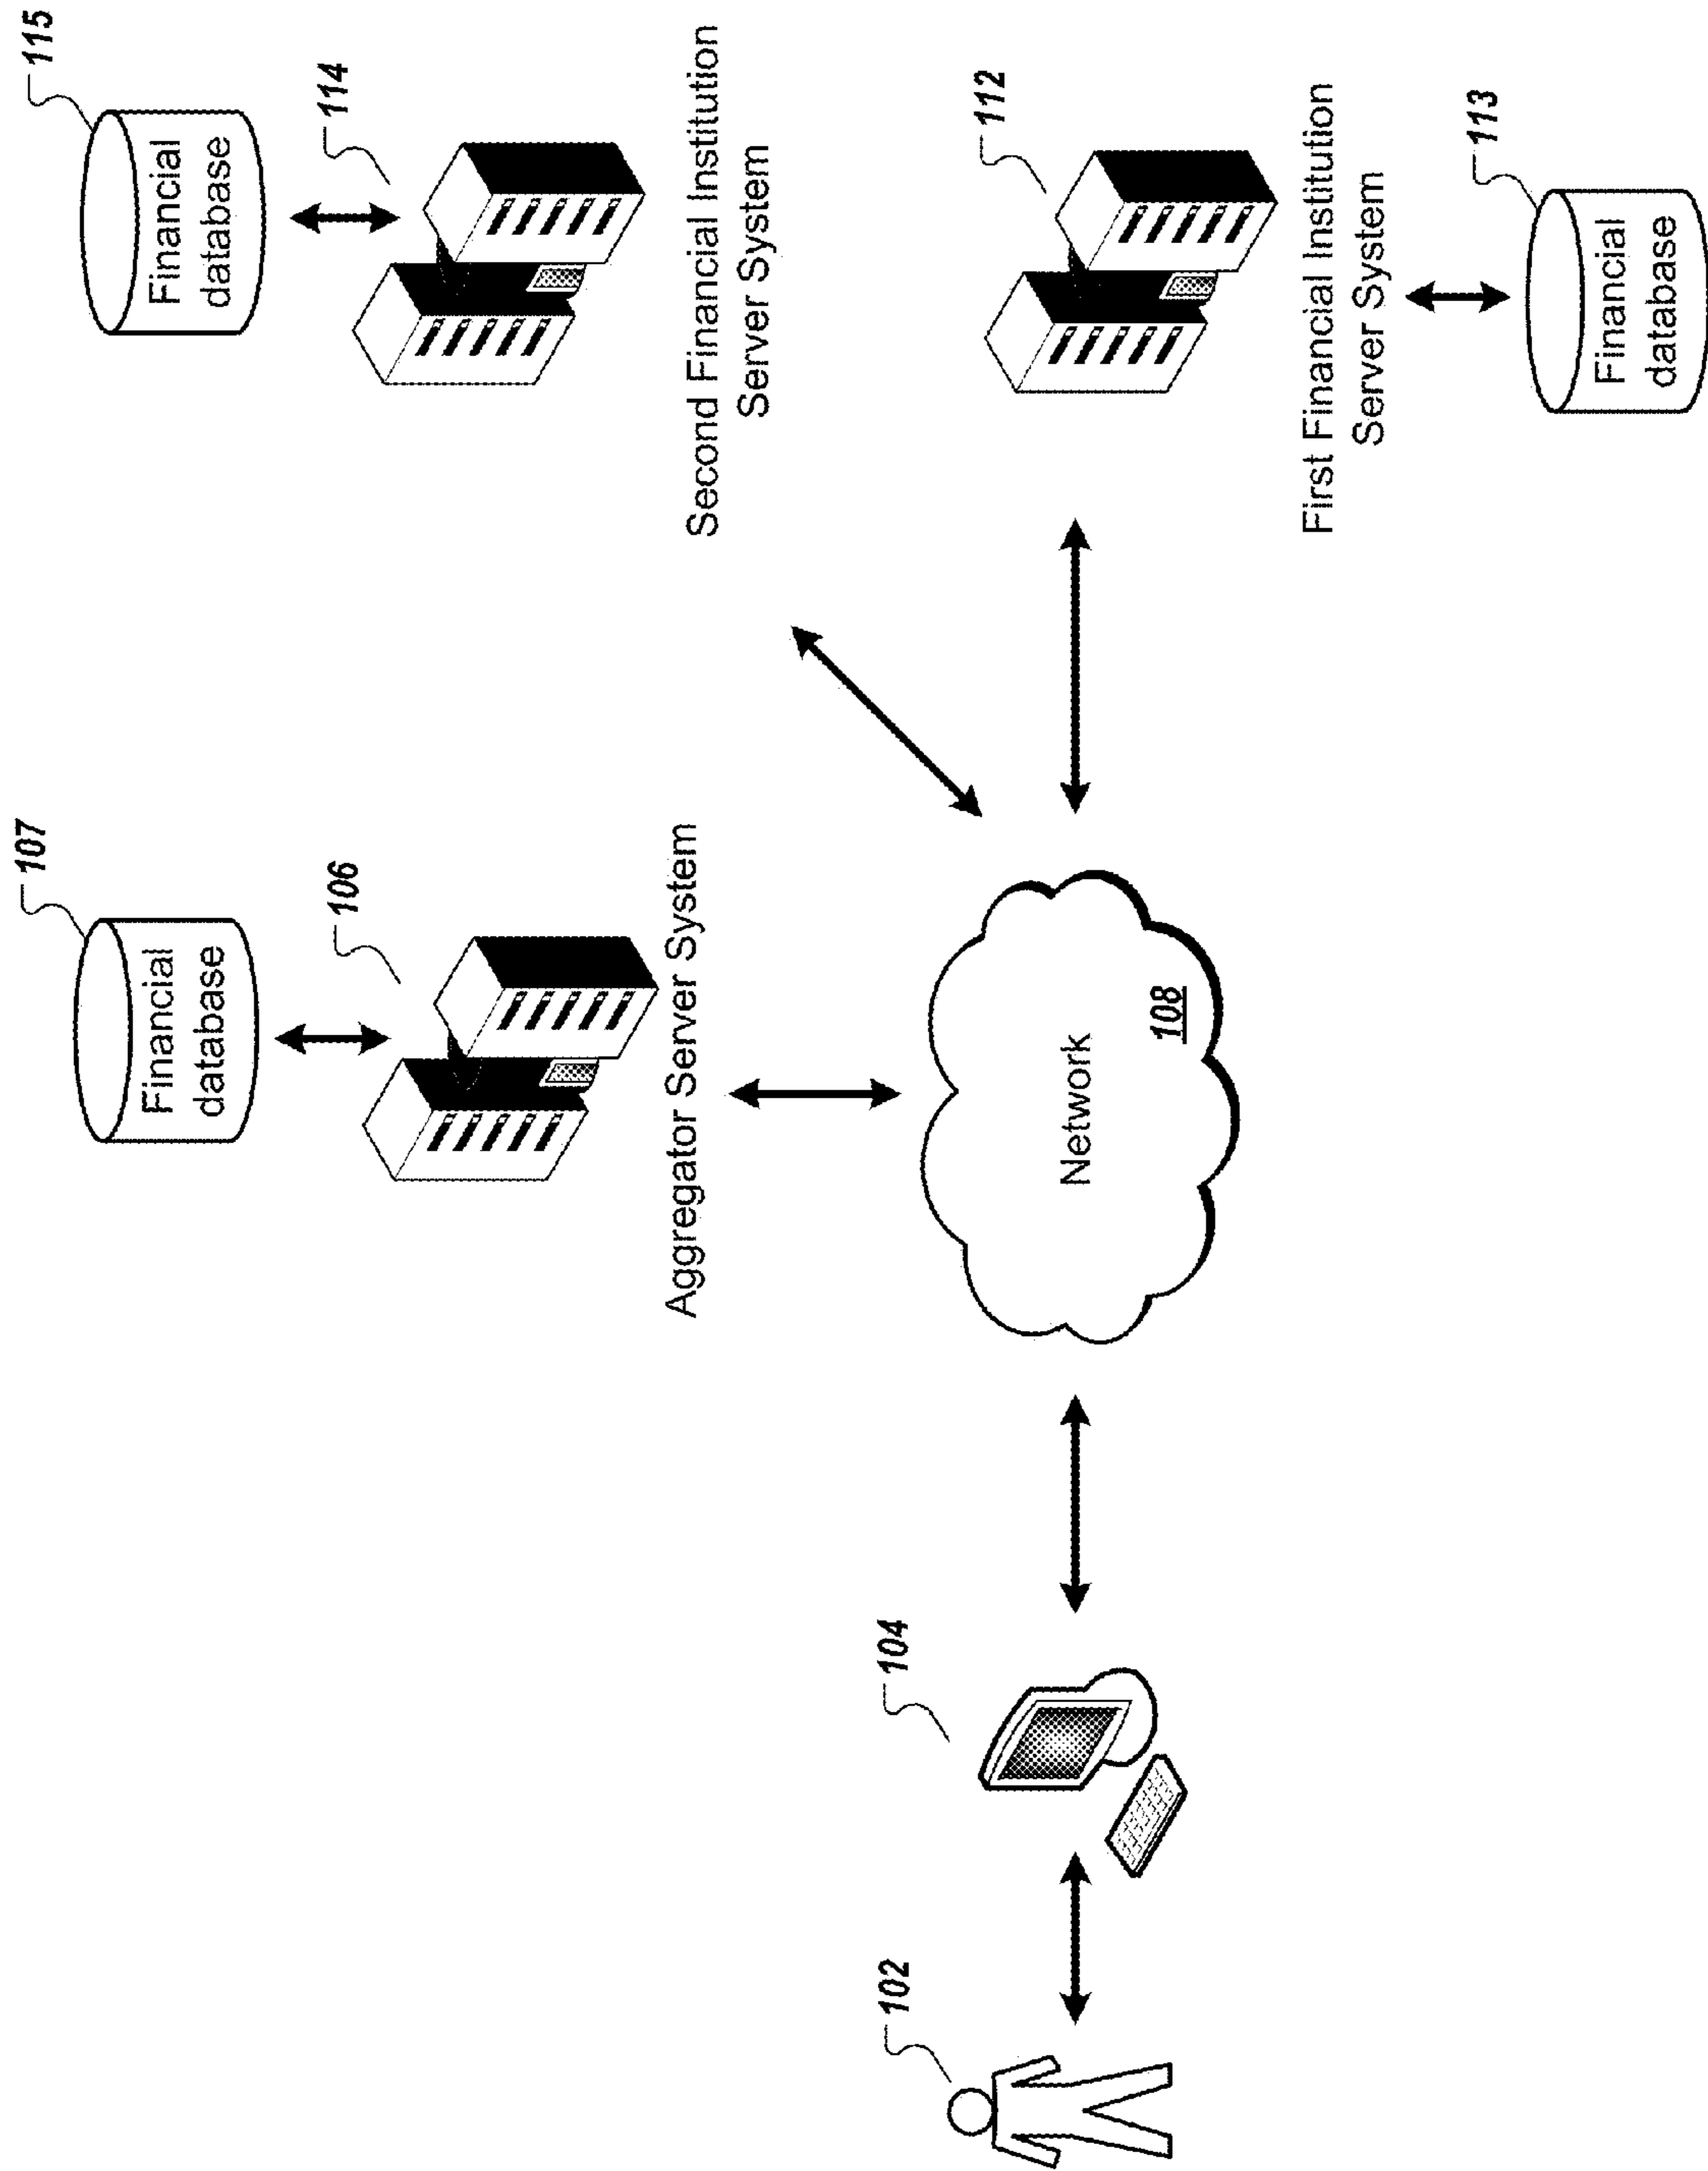 107
Financial
database
106
Aggregator Server System
115
Financial
database
114
Second Financial Institution
Server System
102
104
Network
108
112
First Financial Institution
Server System
113
Financial
database